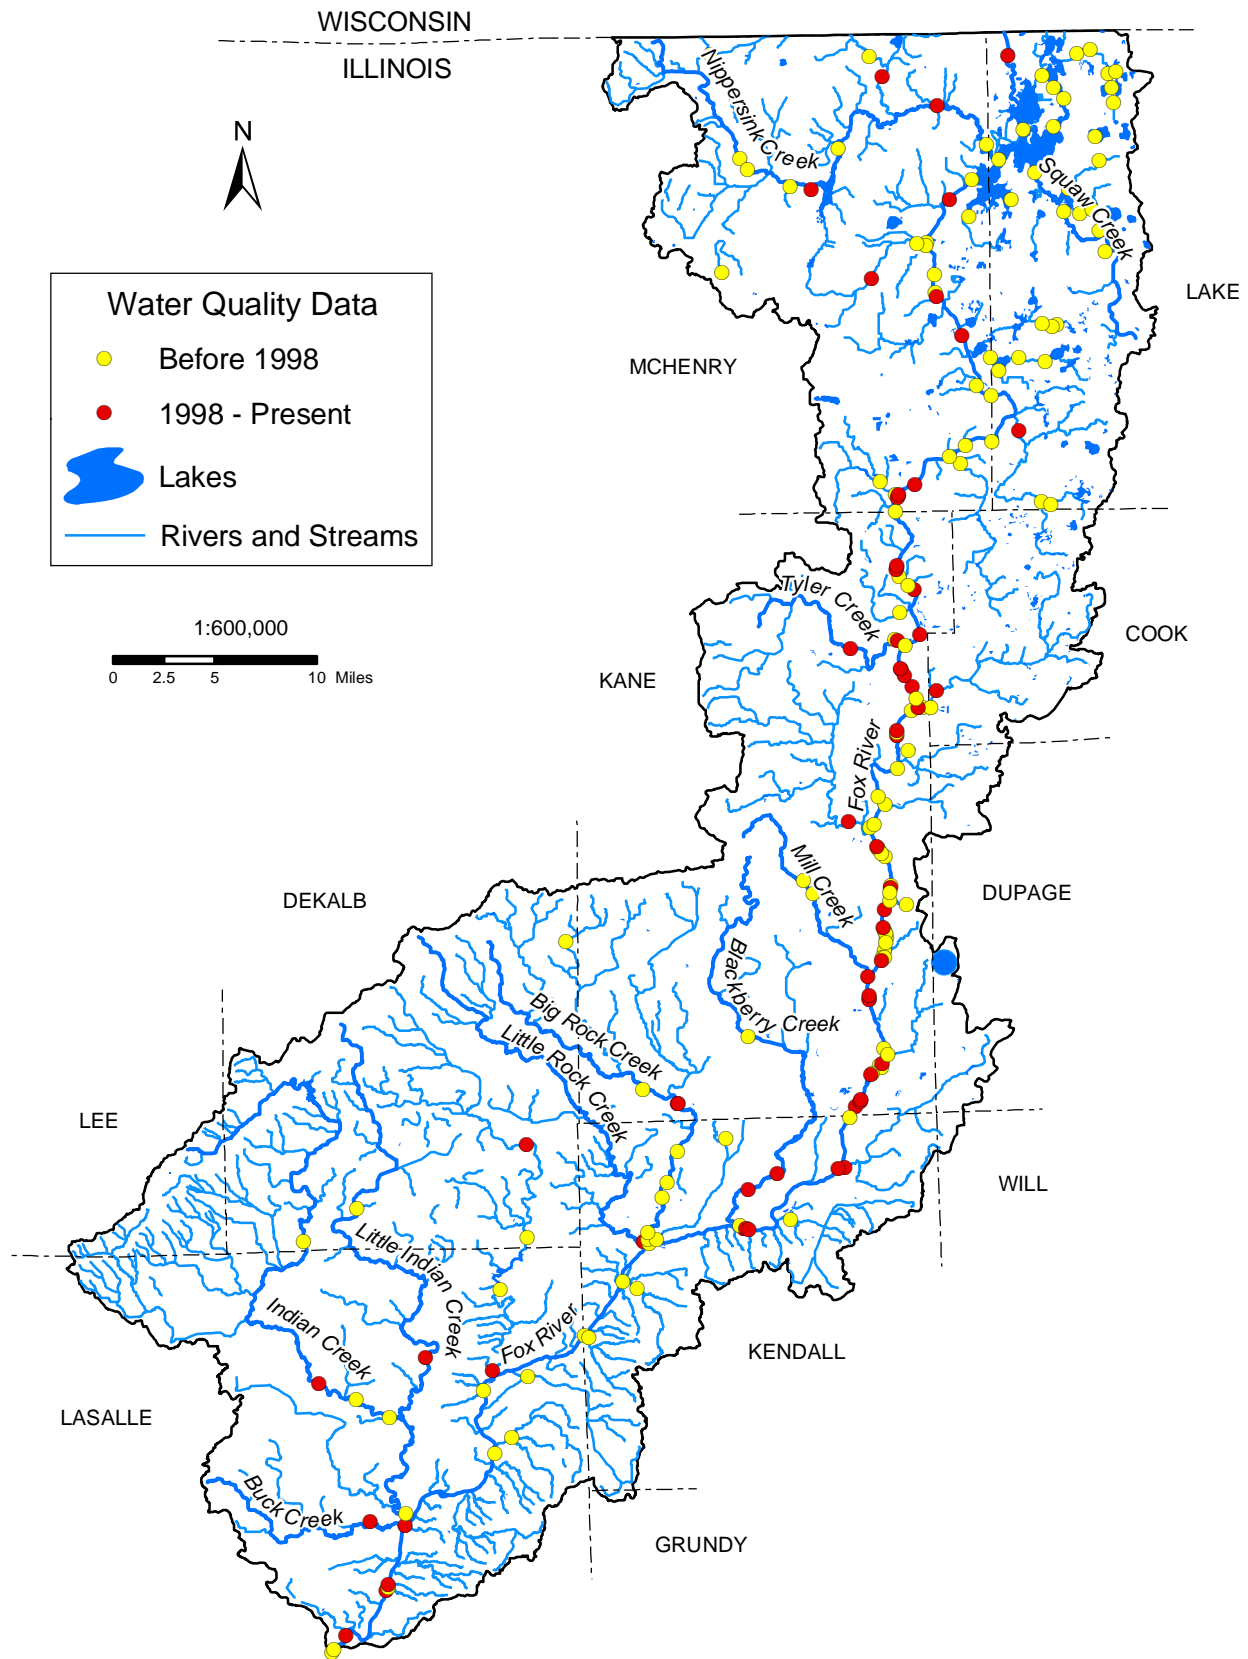 WISCONSIN
ILLINOIS
N
Nippersink Creek
Squaw Creek
Water Quality Data
Before 1998
1998 - Present
Lakes
Rivers and Streams
LAKE
MCHENRY
1:600,000
0 2.5 5 10 Miles
Tyler Creek
COOK
KANE
Fox River
Mill Creek
DEKALB
DUPAGE
Blackberry Creek
Big Rock Creek
Little Rock Creek
LEE
WILL
Little Indian Creek
Indian Creek
Fox River
KENDALL
LASALLE
Buck Creek
GRUNDY